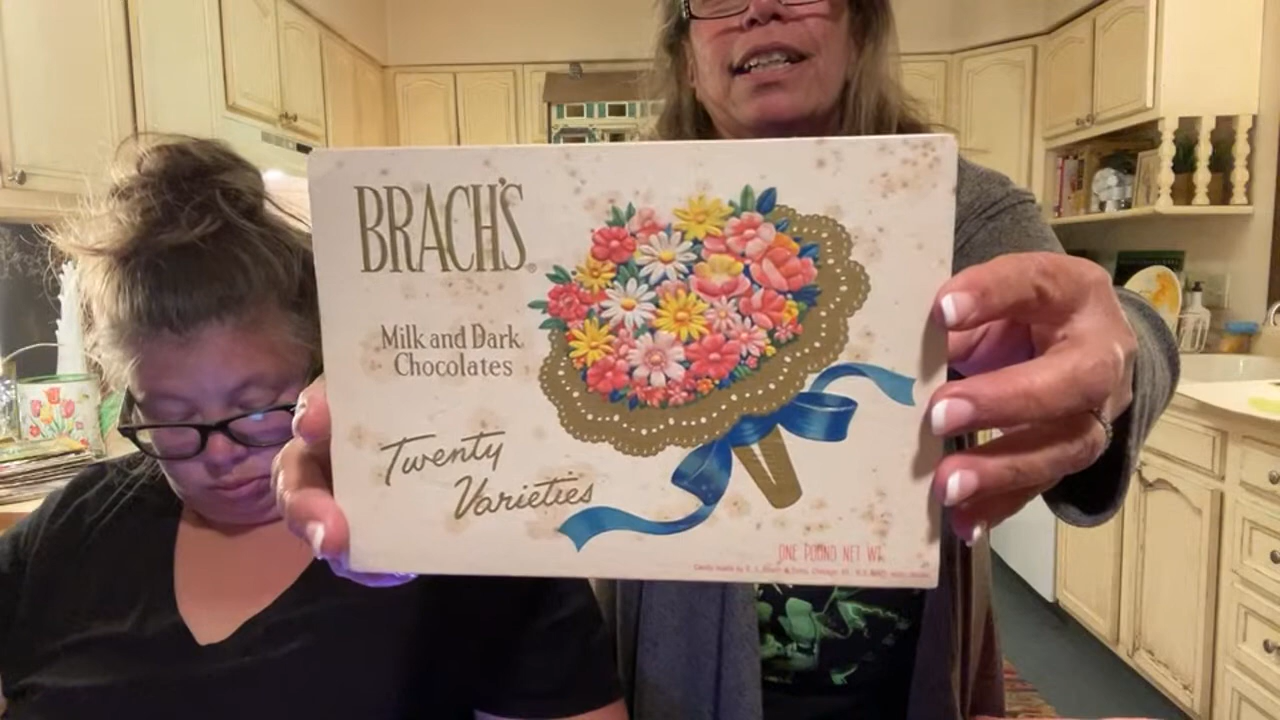 BRACH'S®
Milk and Dark
Chocolates
Twenty
Varieties
ONE POUND NET WT.